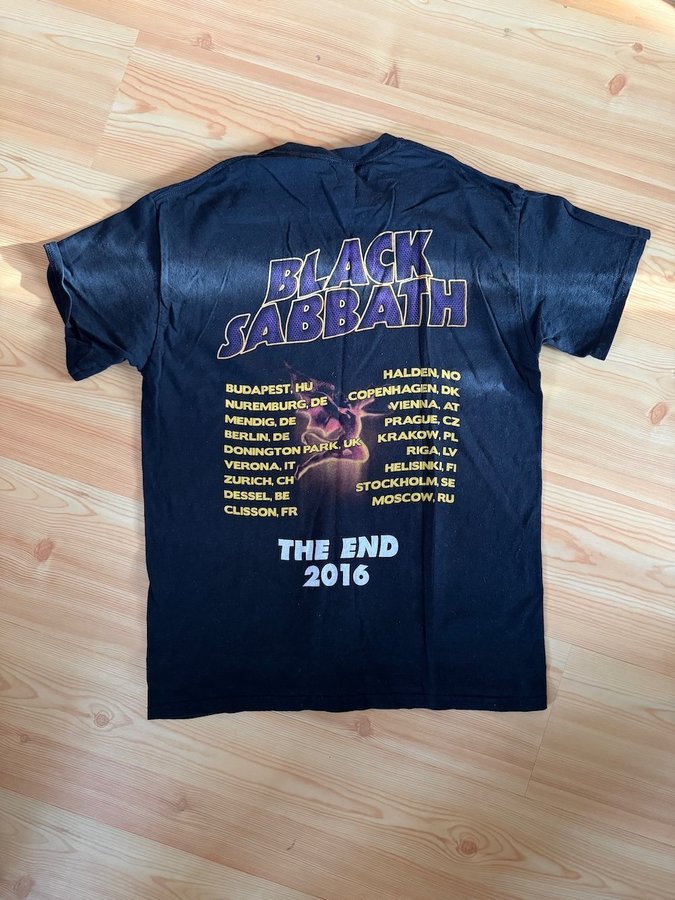 BLACK
SABBATH
BUDAPEST, HU
NUREMBURG, DE
MENDIG, DE
BERLIN, DE
DONINGTON PARK, UK
VERONA, IT
ZURICH, CH
DESSEL, BE
CLISSON, FR
HALDEN, NO
COPENHAGEN, DK
VIENNA, AT
PRAGUE, CZ
KRAKOW, PL
RIGA, LV
HELISINKI, FI
STOCKHOLM, SE
MOSCOW, RU
THE END
2016